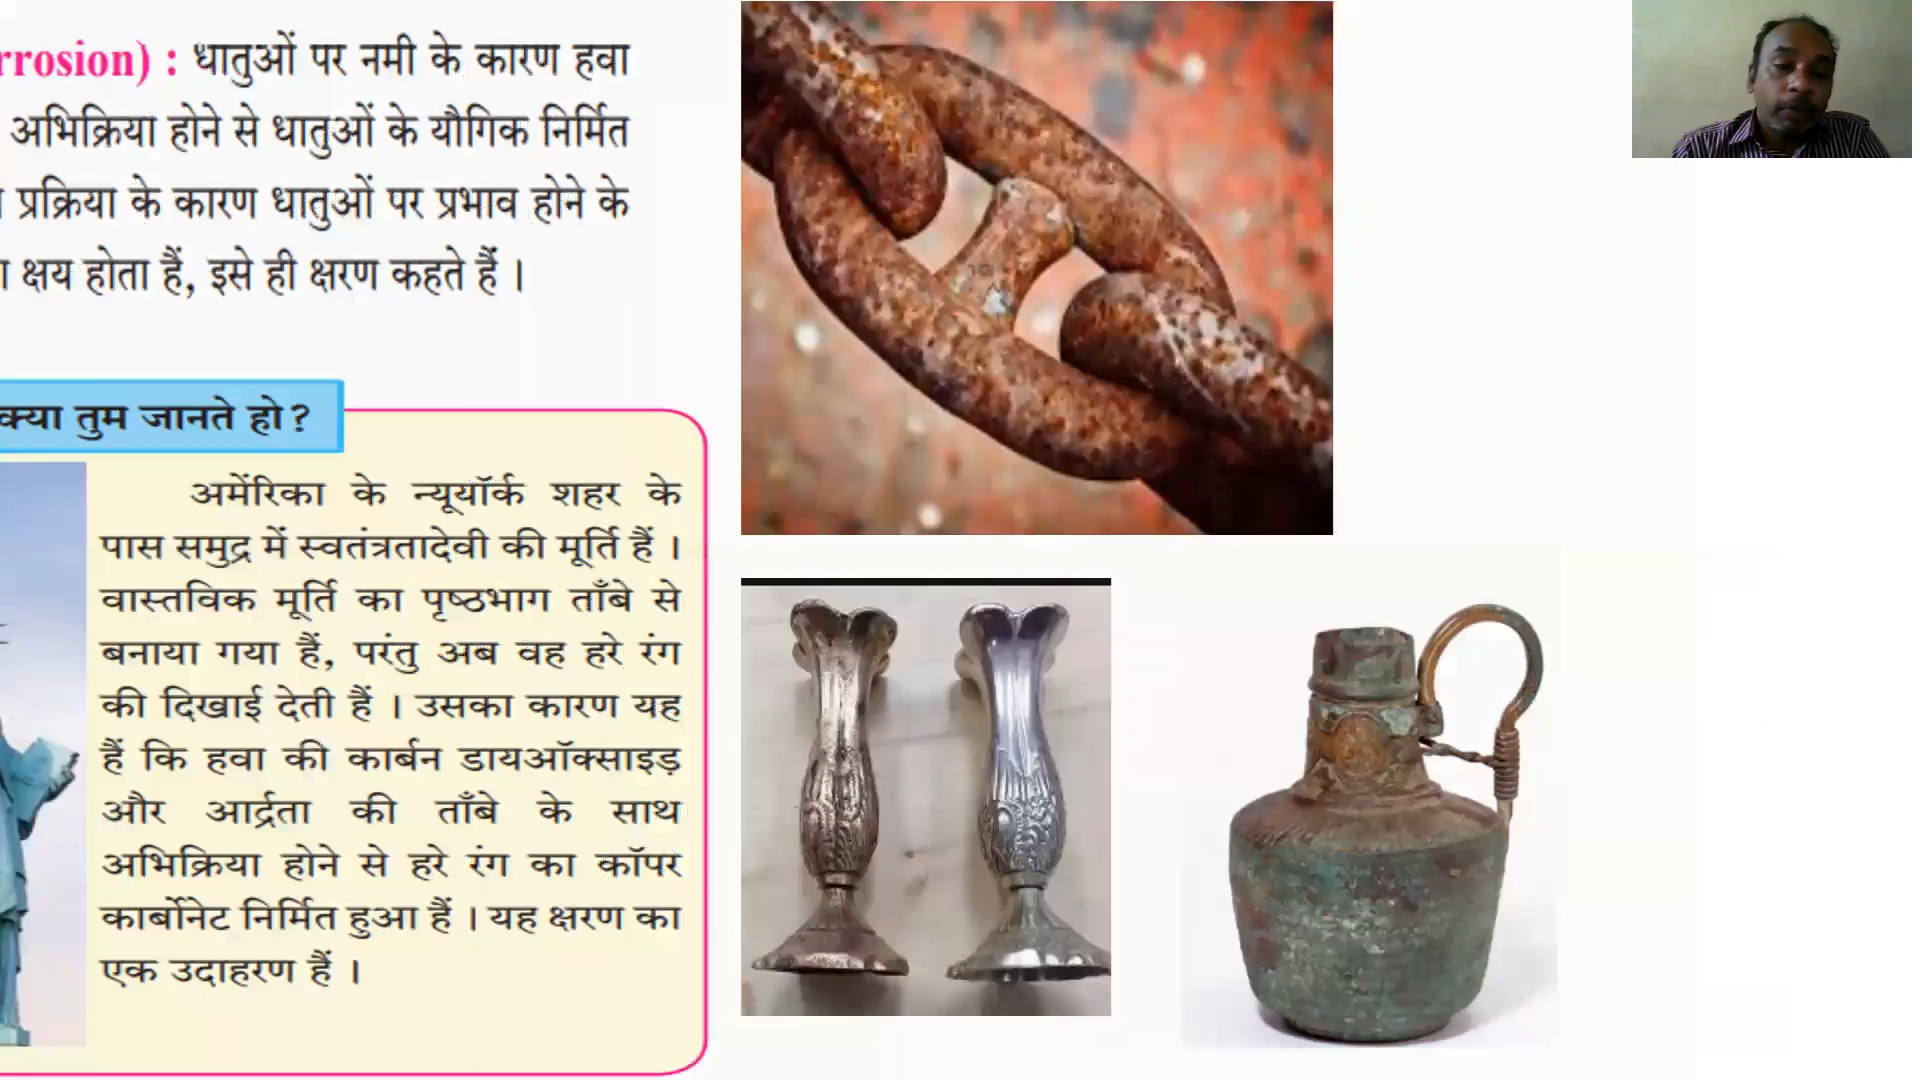 rrosion) : धातुओं पर नमी के कारण हवा
अभिक्रिया होने से धातुओं के यौगिक निर्मित
प्रक्रिया के कारण धातुओं पर प्रभाव होने के
क्षय होता हैं, इसे ही क्षरण कहते हैं ।
क्या तुम जानते हो ?
अमेंरिका के न्यूयॉर्क शहर के
पास समुद्र में स्वतंत्रतादेवी की मूर्ति हैं ।
वास्तविक मूर्ति का पृष्ठभाग ताँबे से
बनाया गया हैं, परंतु अब वह हरे रंग
की दिखाई देती हैं । उसका कारण यह
हैं कि हवा की कार्बन डायऑक्साइड़
और आर्द्रता की ताँबे के साथ
अभिक्रिया होने से हरे रंग का कॉपर
कार्बोनेट निर्मित हुआ हैं । यह क्षरण का
एक उदाहरण हैं ।